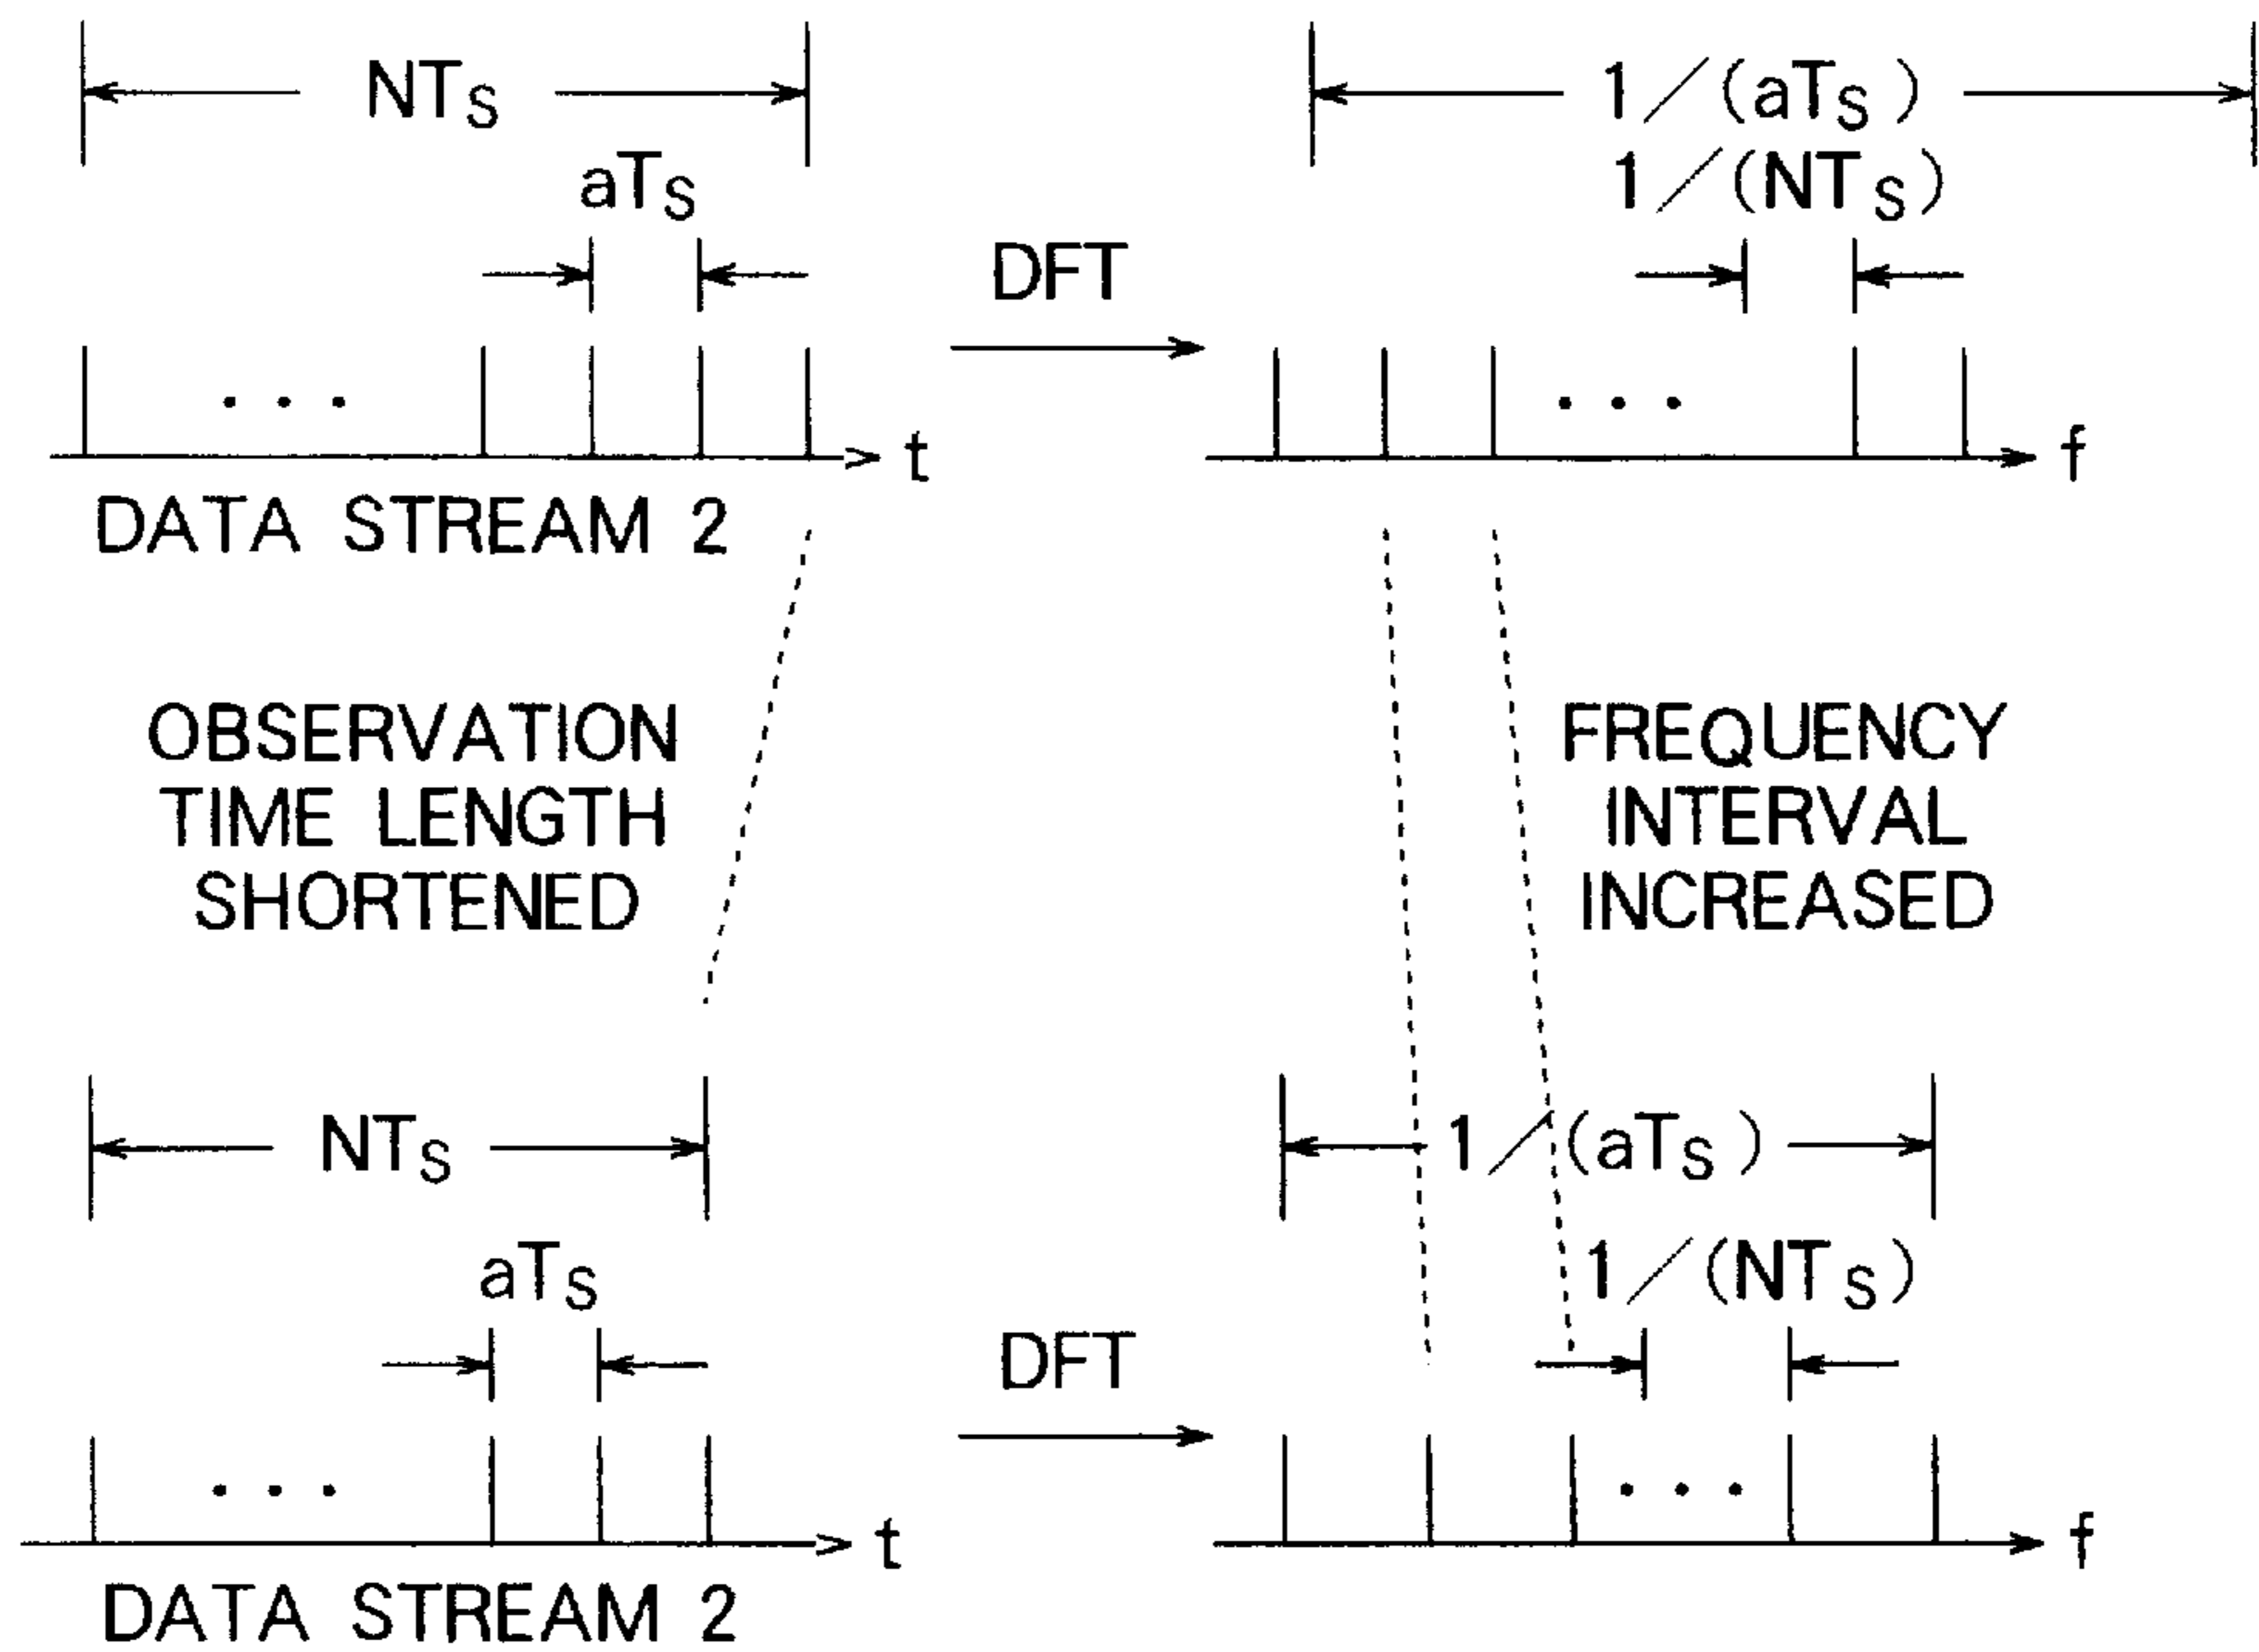 NTS
1/(aTS)
aTS
1/(NTS)
DFT
t
f
DATA STREAM 2
OBSERVATION
TIME LENGTH
SHORTENED
FREQUENCY
INTERVAL
INCREASED
NTS
1/(aTS)
aTS
1/(NTS)
DFT
t
f
DATA STREAM 2